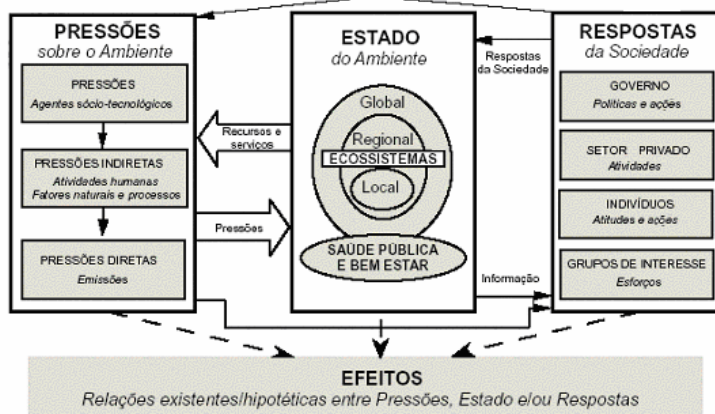 PRESSÕES
sobre o Ambiente
PRESSÕES
Agentes sócio-tecnológicos
PRESSÕES INDIRETAS
Atividades humanas
Fatores naturais e processos
PRESSÕES DIRETAS
Emissões
Recursos e
serviços
Pressões
ESTADO
do Ambiente
Global
Regional
ECOSSISTEMAS
Local
SAÚDE PÚBLICA
E BEM ESTAR
Respostas
da Sociedade
Informação
RESPOSTAS
da Sociedade
GOVERNO
Políticas e ações
SETOR PRIVADO
Atividades
INDIVÍDUOS
Atitudes e ações
GRUPOS DE INTERESSE
Esforços
EFEITOS
Relações existentes/hipotéticas entre Pressões, Estado e/ou Respostas